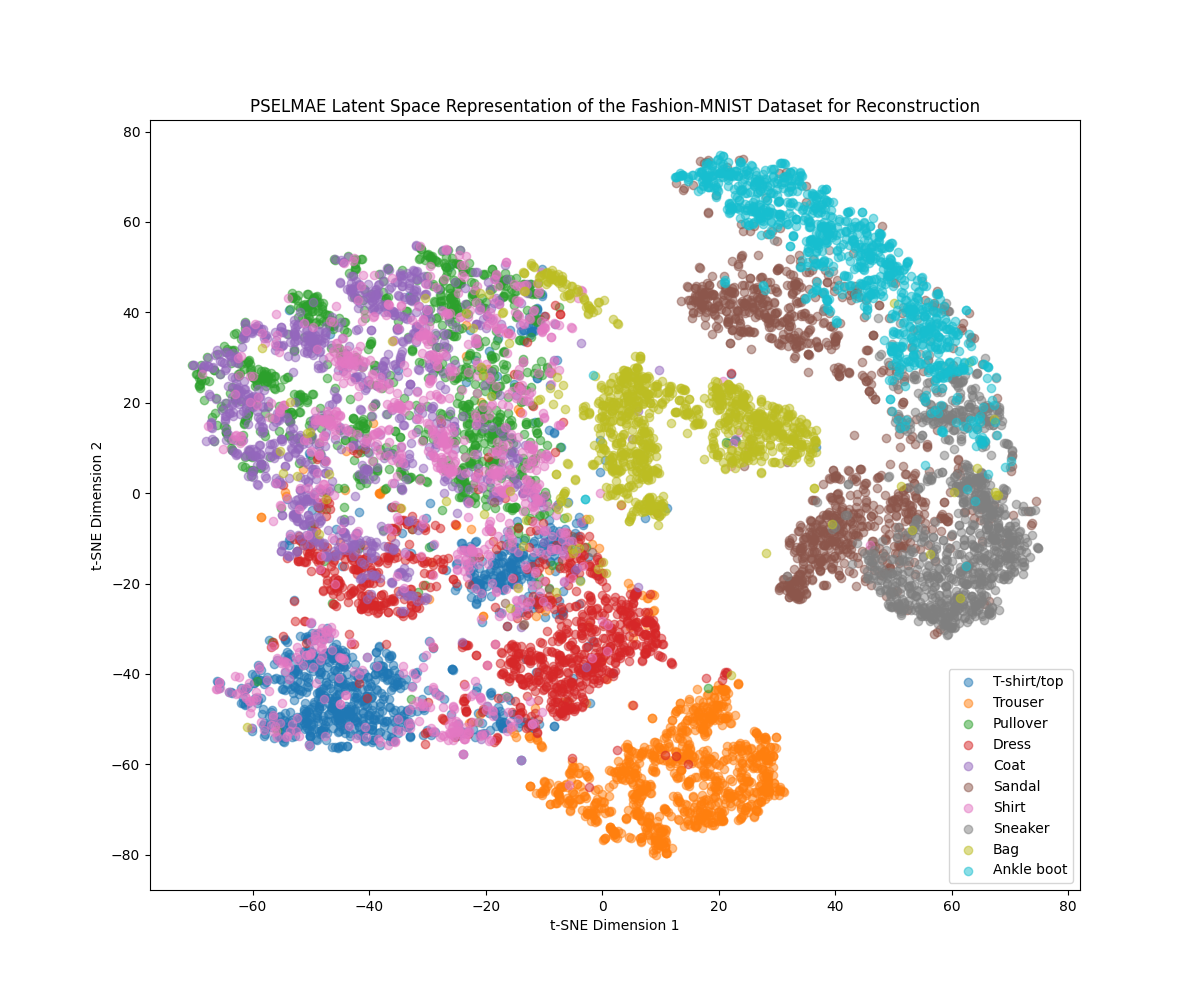 PSELMAE Latent Space Representation of the Fashion-MNIST Dataset for Reconstruction
80
60
40
20
0
−20
−40
−60
−80
t-SNE Dimension 2
T-shirt/top
Trouser
Pullover
Dress
Coat
Sandal
Shirt
Sneaker
Bag
Ankle boot
−60 −40 −20 0 20 40 60 80
t-SNE Dimension 1